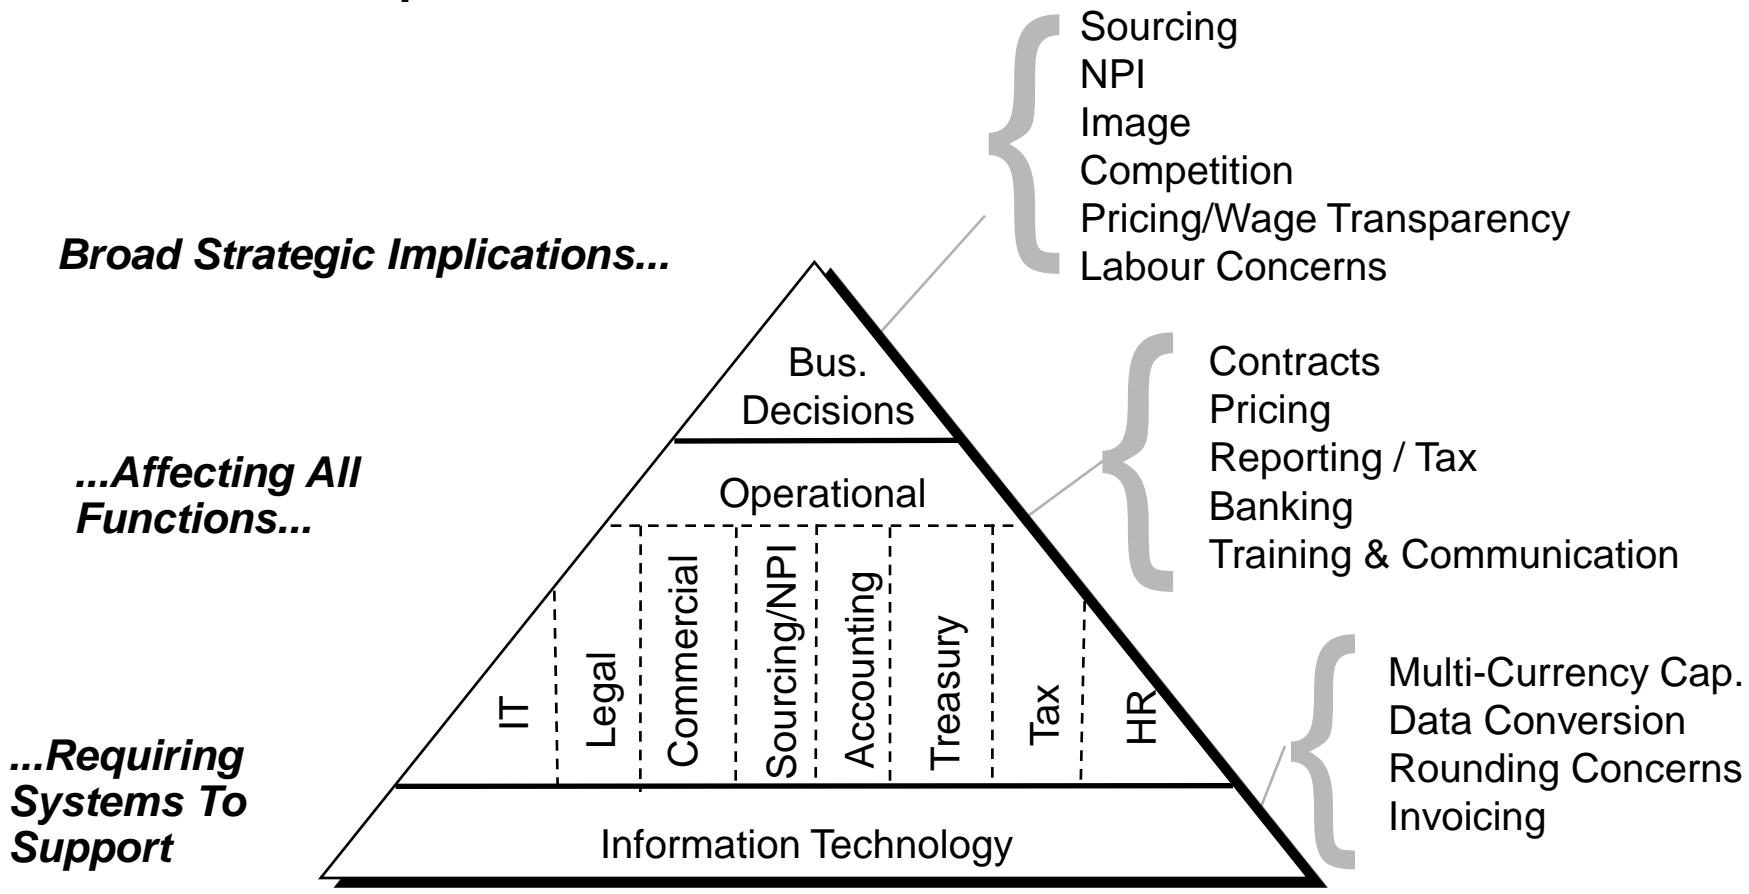 Sourcing
NPI
Image
Competition
Pricing/Wage Transparency
Labour Concerns
Broad Strategic Implications...
Bus.
Decisions
Contracts
Pricing
Reporting / Tax
Banking
Training & Communication
...Affecting All
Functions...
Operational
IT
Legal
Commercial
Sourcing/NPI
Accounting
Treasury
Tax
HR
Multi-Currency Cap.
Data Conversion
Rounding Concerns
Invoicing
...Requiring
Systems To
Support
Information Technology